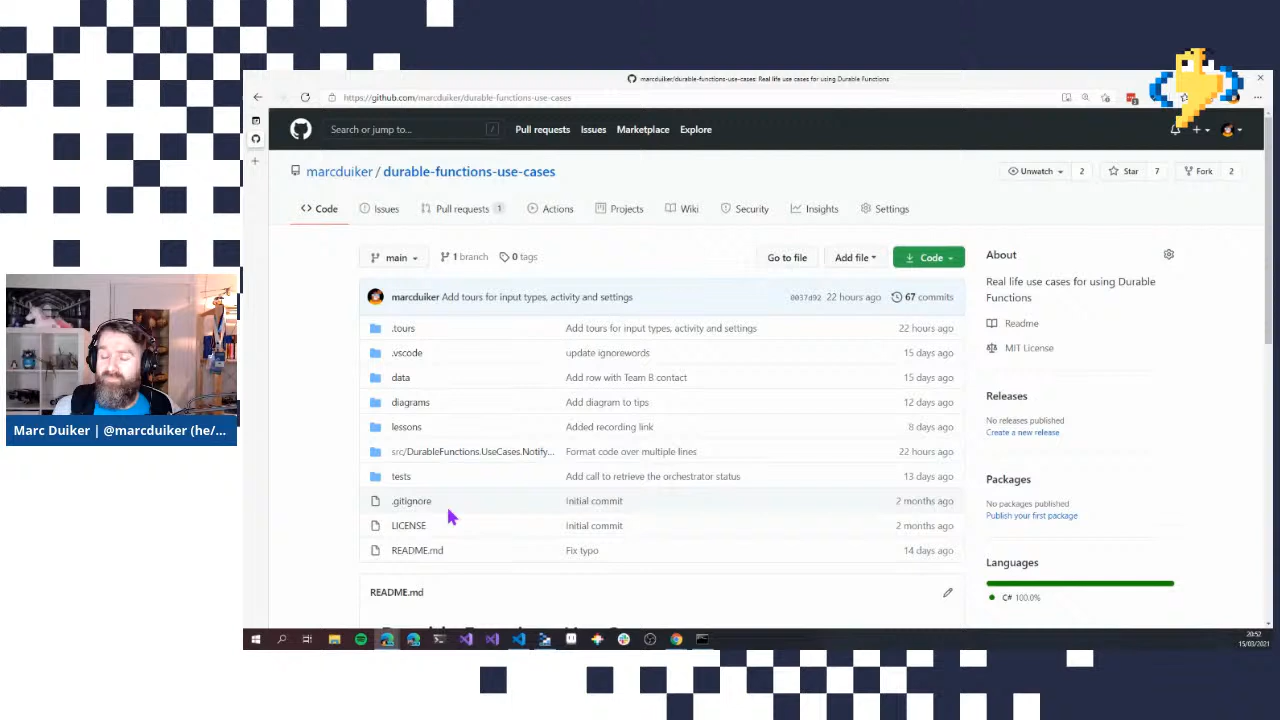 marcduiker/durable-functions-use-cases: Real life use cases for using Durable Functions
https://github.com/marcduiker/durable-functions-use-cases
Search or jump to...
/
Pull requests
Issues
Marketplace
Explore
marcduiker / durable-functions-use-cases
Unwatch
2
Star
7
Fork
2
Code
Issues
Pull requests
1
Actions
Projects
Wiki
Security
Insights
Settings
main
1 branch
0 tags
Go to file
Add file
Code
marcduiker Add tours for input types, activity and settings
0037d92
22 hours ago
67 commits
.tours
Add tours for input types, activity and settings
22 hours ago
.vscode
update ignorewords
15 days ago
data
Add row with Team B contact
15 days ago
diagrams
Add diagram to tips
12 days ago
lessons
Added recording link
8 days ago
src/DurableFunctions.UseCases.Notify...
Format code over multiple lines
22 hours ago
tests
Add call to retrieve the orchestrator status
13 days ago
.gitignore
Initial commit
2 months ago
LICENSE
Initial commit
2 months ago
README.md
Fix typo
14 days ago
README.md
About
Real life use cases for using Durable
Functions
Readme
MIT License
Releases
No releases published
Create a new release
Packages
No packages published
Publish your first package
Languages
C# 100.0%
Marc Duiker | @marcduiker (he/...
20:52
15/03/2021